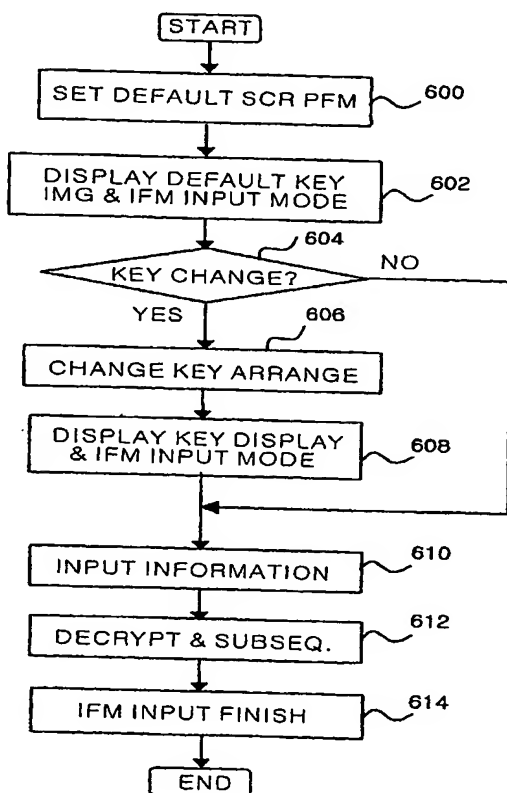 START
SET DEFAULT SCR PFM
600
DISPLAY DEFAULT KEY
IMG & IFM INPUT MODE
602
604
KEY CHANGE?
NO
YES
606
CHANGE KEY ARRANGE
DISPLAY KEY DISPLAY
& IFM INPUT MODE
608
INPUT INFORMATION
610
DECRYPT & SUBSEQ.
612
IFM INPUT FINISH
614
END